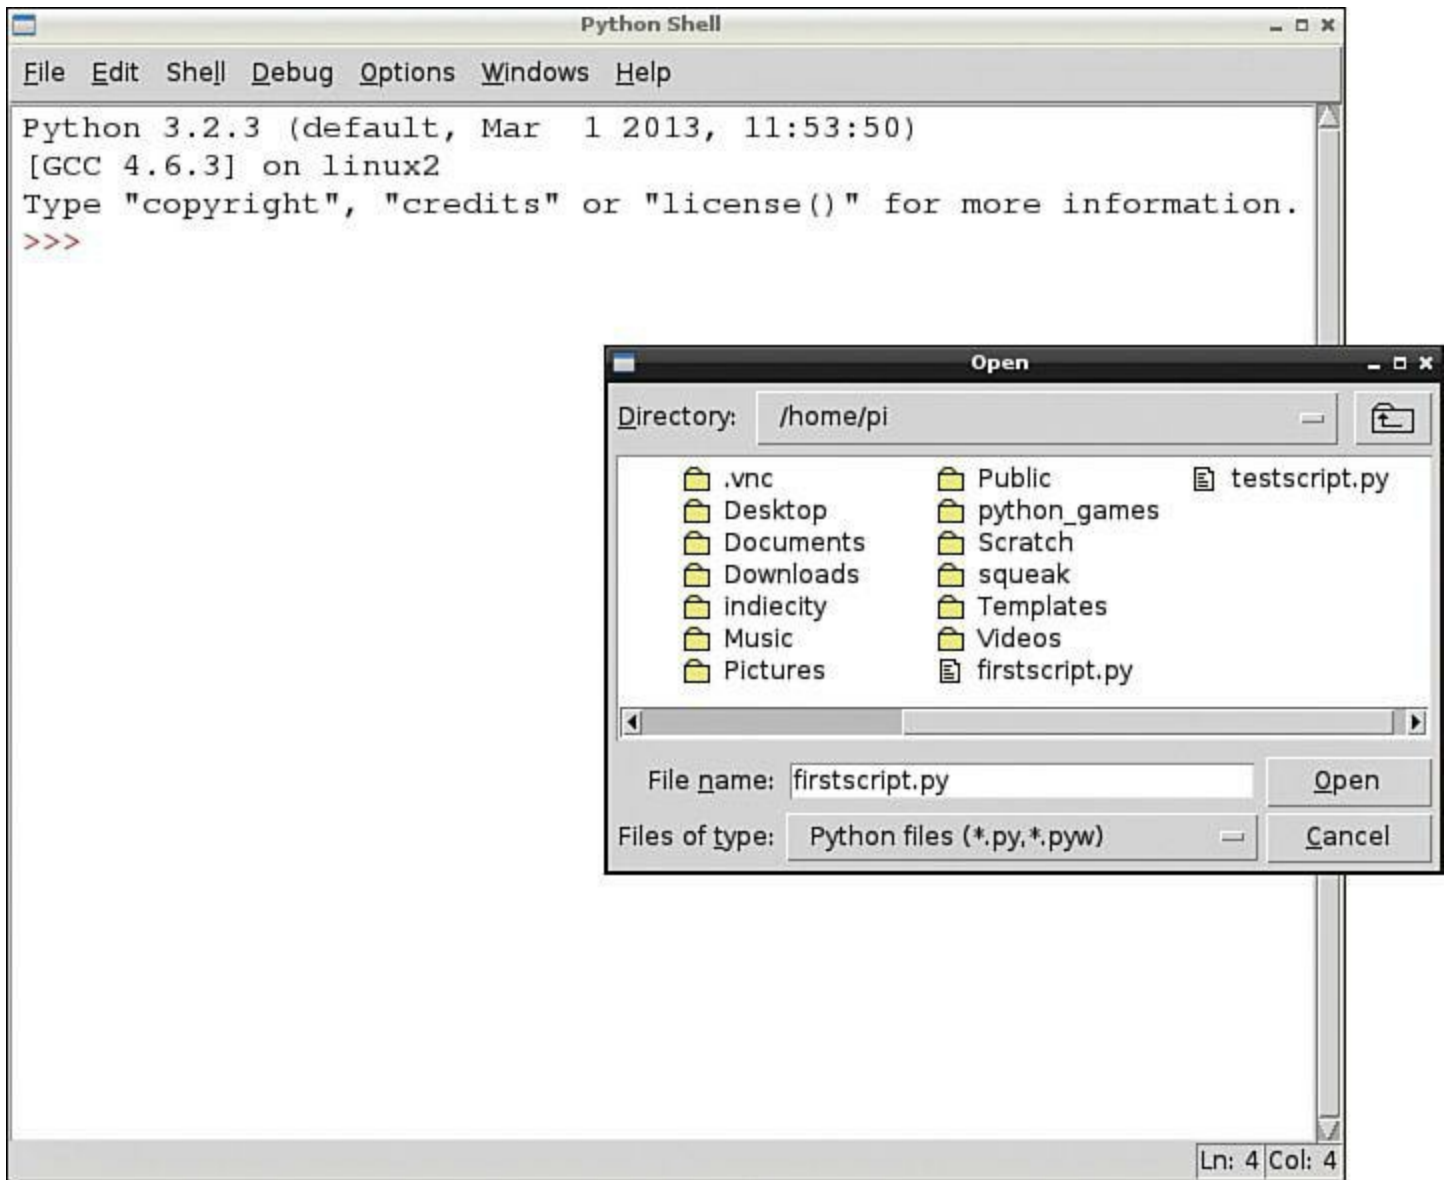 Python Shell
File Edit Shell Debug Options Windows Help
Python 3.2.3 (default, Mar  1 2013, 11:53:50)
[GCC 4.6.3] on linux2
Type "copyright", "credits" or "license()" for more information.
>>>
Open
Directory: /home/pi
.vnc
Desktop
Documents
Downloads
indiecity
Music
Pictures
Public
python_games
Scratch
squeak
Templates
Videos
firstscript.py
testscript.py
File name: firstscript.py Open
Files of type: Python files (*.py,*.pyw) Cancel
Ln: 4 Col: 4